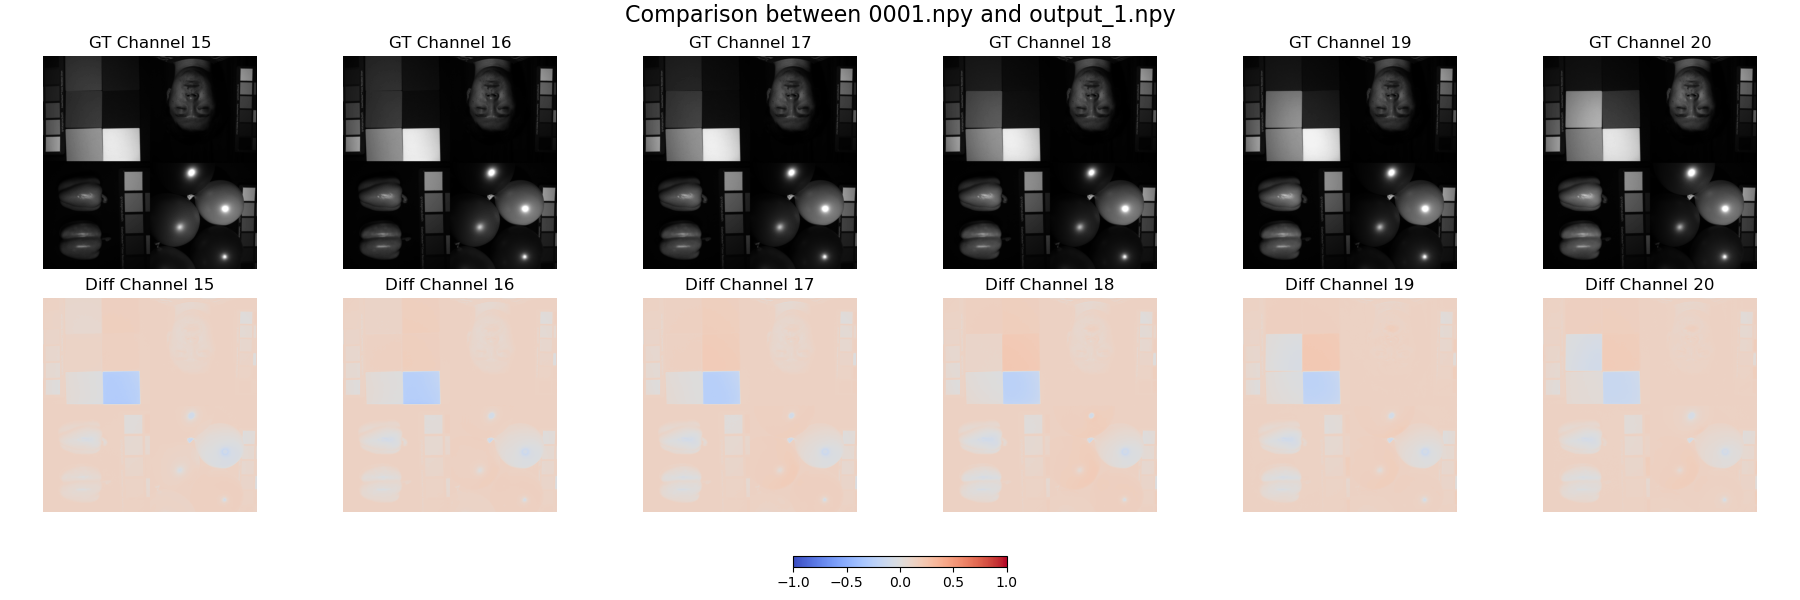 Comparison between 0001.npy and output_1.npy
GT Channel 15
GT Channel 16
GT Channel 17
GT Channel 18
GT Channel 19
GT Channel 20
Diff Channel 15
Diff Channel 16
Diff Channel 17
Diff Channel 18
Diff Channel 19
Diff Channel 20
−1.0
−0.5
0.0
0.5
1.0